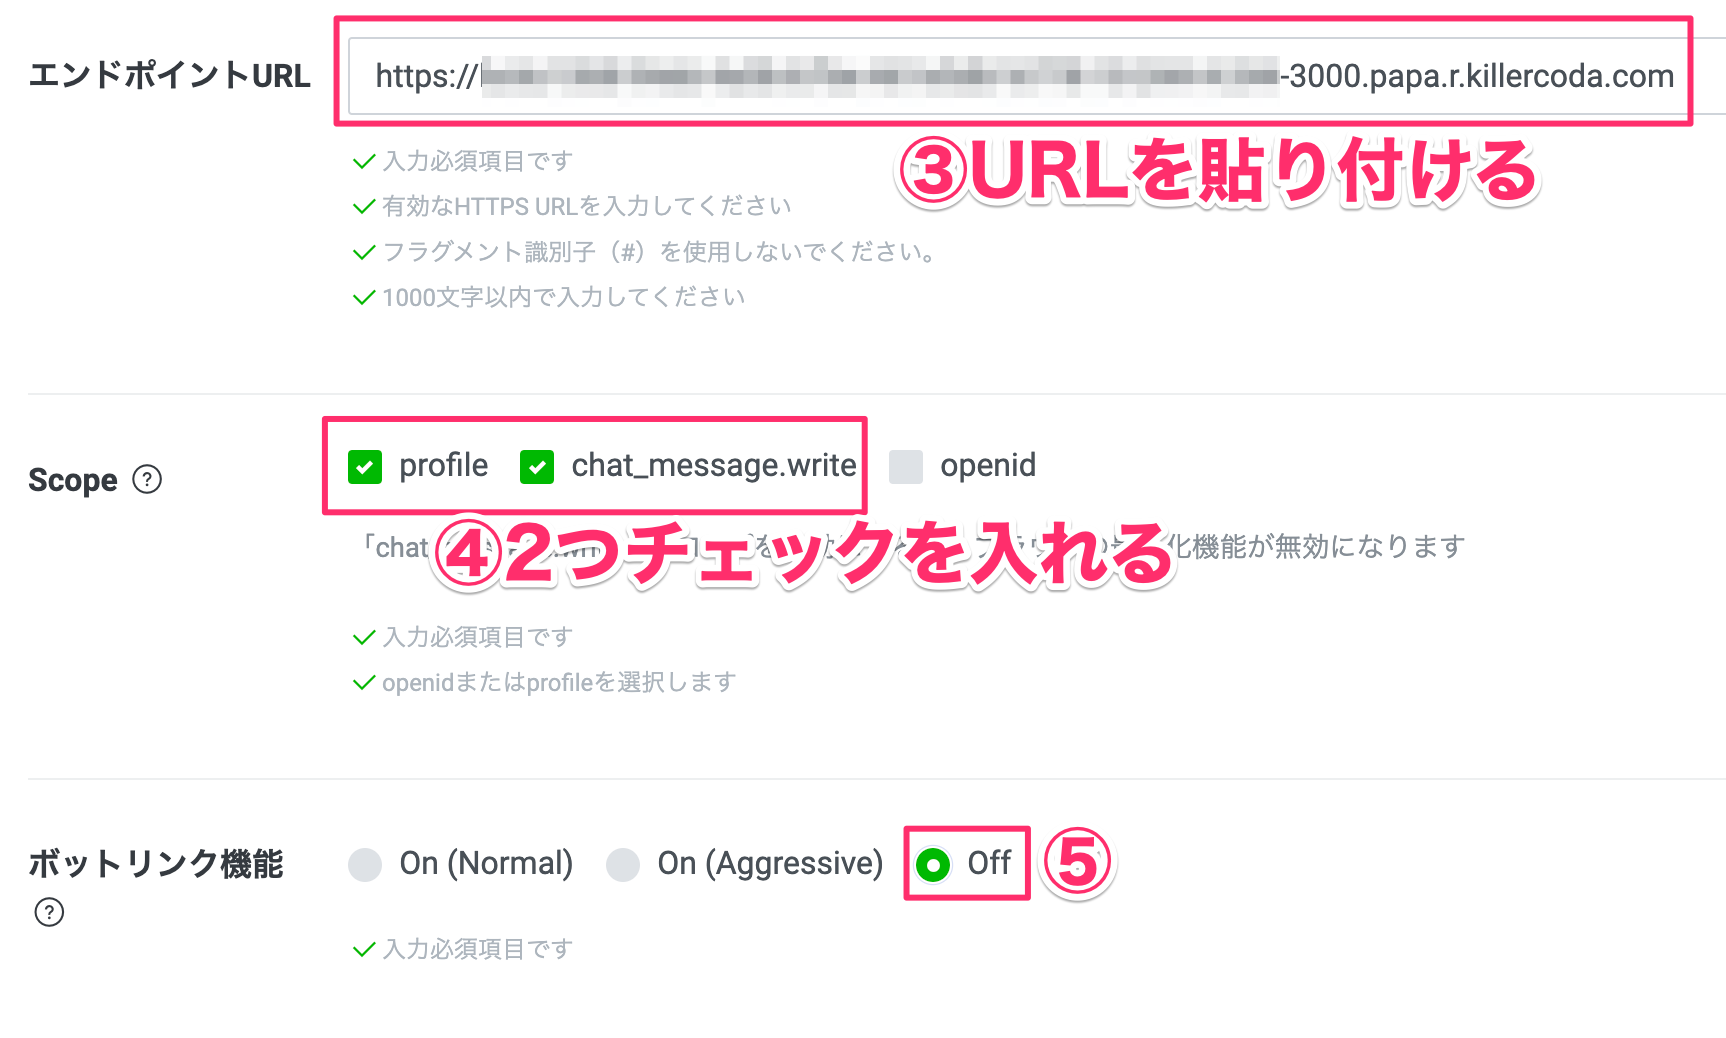 エンドポイントURL
https://
-3000.papa.r.killercoda.com
③URLを貼り付ける
入力必須項目です
有効なHTTPS URLを入力してください
フラグメント識別子（#）を使用しないでください。
1000文字以内で入力してください
Scope ?
profile chat_message.write openid
「chat 化機能が無効になります
④2つチェックを入れる
入力必須項目です
openidまたはprofileを選択します
ボットリンク機能
?
On (Normal) On (Aggressive) Off ⑤
入力必須項目です